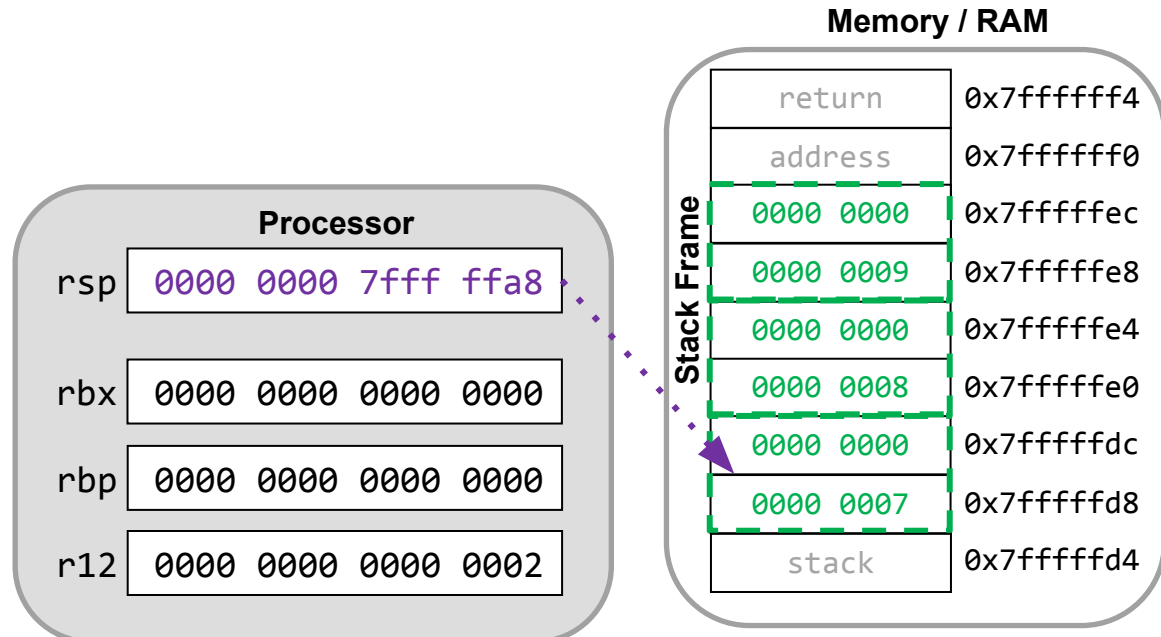 Memory / RAM
return 0x7ffffff4
address 0x7ffffff0
0000 0000 0x7fffffec
0000 0009 0x7fffffe8
0000 0000 0x7fffffe4
0000 0008 0x7fffffe0
0000 0000 0x7fffffdc
0000 0007 0x7fffffd8
stack 0x7fffffd4
Stack Frame
Processor
rsp 0000 0000 7fff ffa8
rbx 0000 0000 0000 0000
rbp 0000 0000 0000 0000
r12 0000 0000 0000 0002